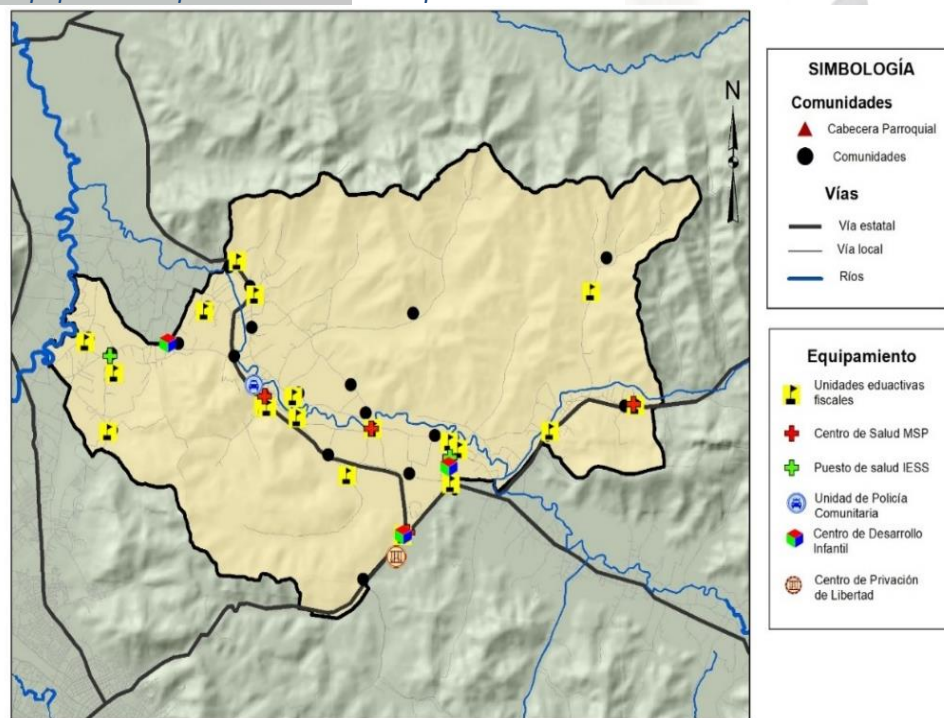 N
SIMBOLOGÍA
Comunidades
Cabecera Parroquial
Comunidades
Vías
Vía estatal
Vía local
Ríos
Equipamiento
Unidades eduactivas
fiscales
Centro de Salud MSP
Puesto de salud IESS
Unidad de Policía
Comunitaria
Centro de Desarrollo
Infantil
Centro de Privación
de Libertad